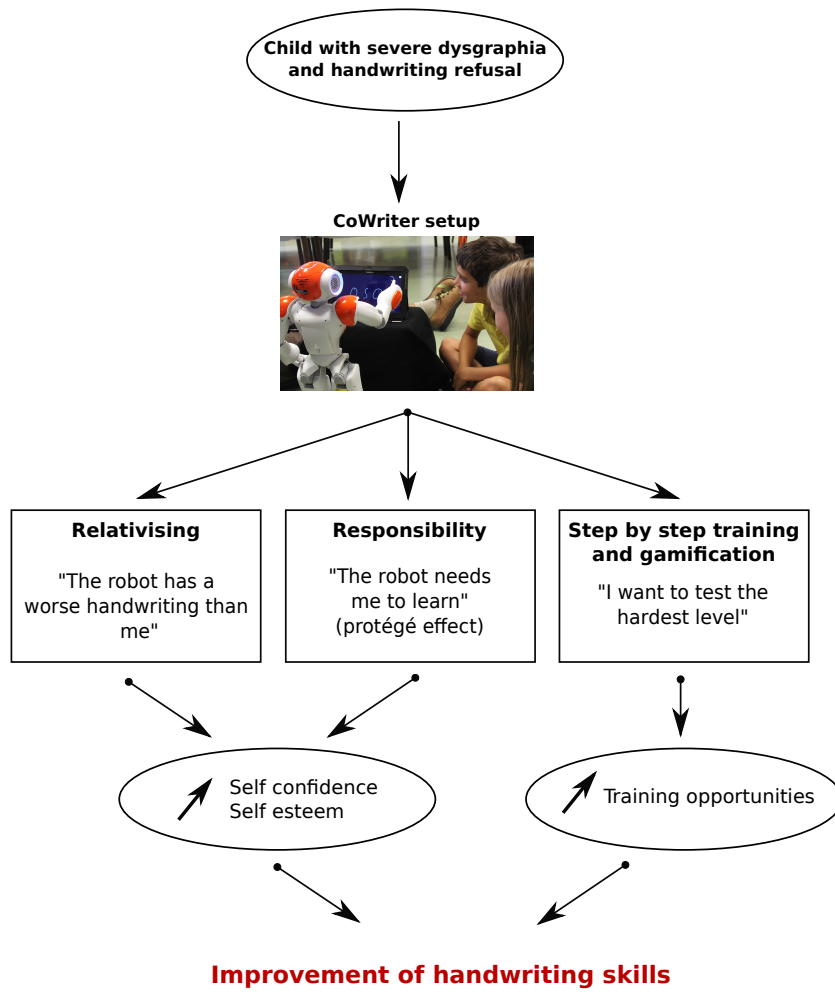 Child with severe dysgraphia
and handwriting refusal
CoWriter setup
Relativising
"The robot has a
worse handwriting than
me"
Responsibility
"The robot needs
me to learn"
(protégé effect)
Step by step training
and gamification
"I want to test the
hardest level"
Self confidence
Self esteem
Training opportunities
Improvement of handwriting skills